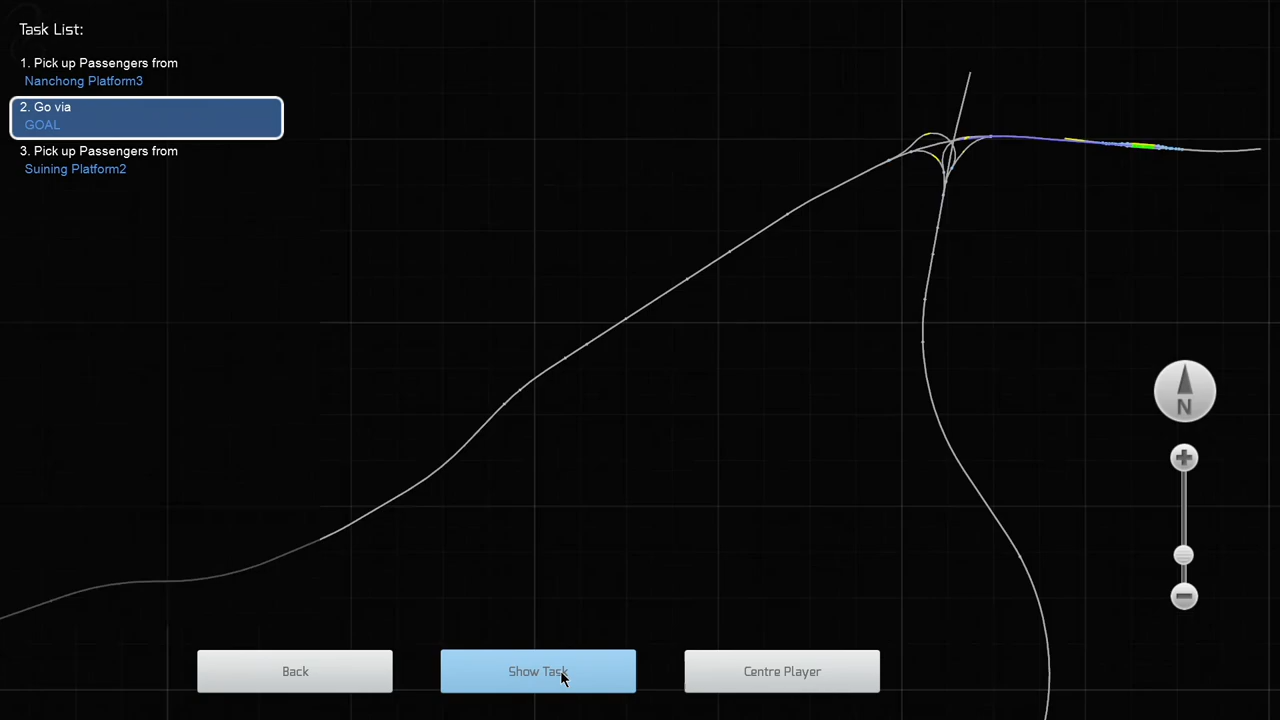 Task List:
1. Pick up Passengers from
Nanchong Platform3
2. Go via
GOAL
3. Pick up Passengers from
Suining Platform2
N
Back
Show Task
Centre Player